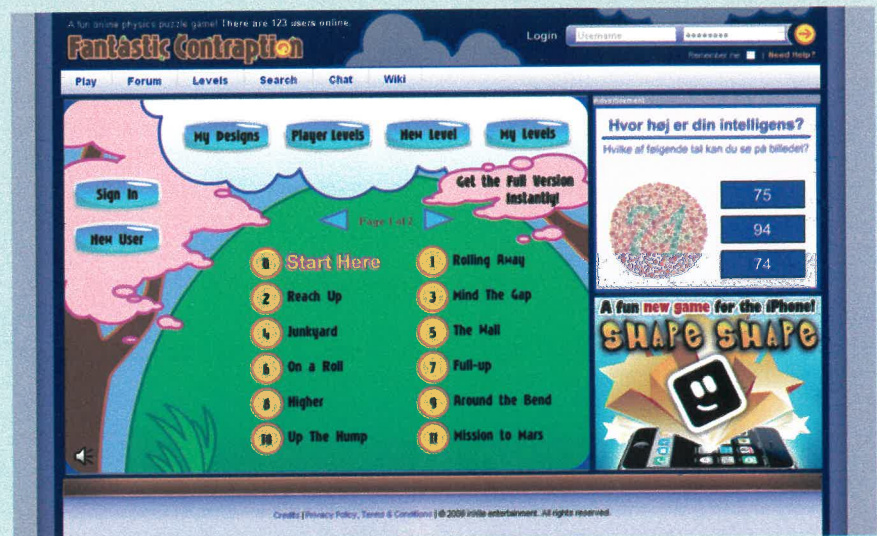 A fun online physics puzzle game! There are 123 users online.
Fantastic Contraption
Login
Username
Remember me | Need Help?
Play Forum Levels Search Chat Wiki
My Designs Player Levels New Level My Levels
Get the Full Version
Instantly!
Sign In
New User
Page 1 of 2
0 Start Here
1 Rolling Away
2 Reach Up
3 Mind The Gap
4 Junkyard
5 The Wall
6 On a Roll
7 Full-up
8 Higher
9 Around the Bend
10 Up The Hump
11 Mission to Mars
Advertisement
Hvor høj er din intelligens?
Hvilke af følgende tal kan du se på billedet?
74
75
94
74
A fun new game for the iPhone!
SHAPE SHAPE
Credits | Privacy Policy, Terms & Conditions | © 2008 inXile entertainment. All rights reserved.